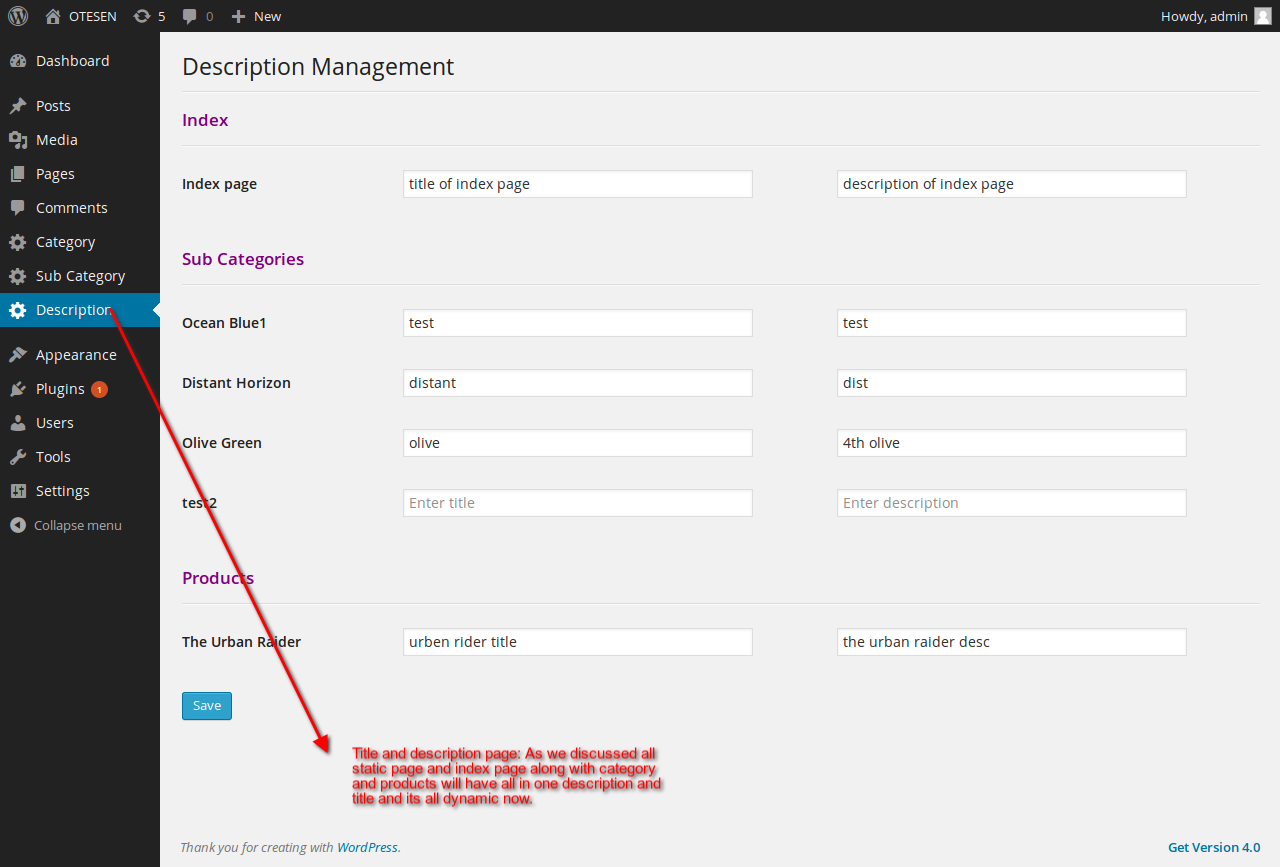 OTESEN 5 0 New Howdy, admin
Dashboard
Posts
Media
Pages
Comments
Category
Sub Category
Description
Appearance
Plugins 1
Users
Tools
Settings
Collapse menu
Description Management
Index
Index page title of index page description of index page
Sub Categories
Ocean Blue1 test test
Distant Horizon distant dist
Olive Green olive 4th olive
test2 Enter title Enter description
Products
The Urban Raider urben rider title the urban raider desc
Save
Title and description page: As we discussed all
static page and index page along with category
and products will have all in one description and
title and its all dynamic now.
Thank you for creating with WordPress. Get Version 4.0